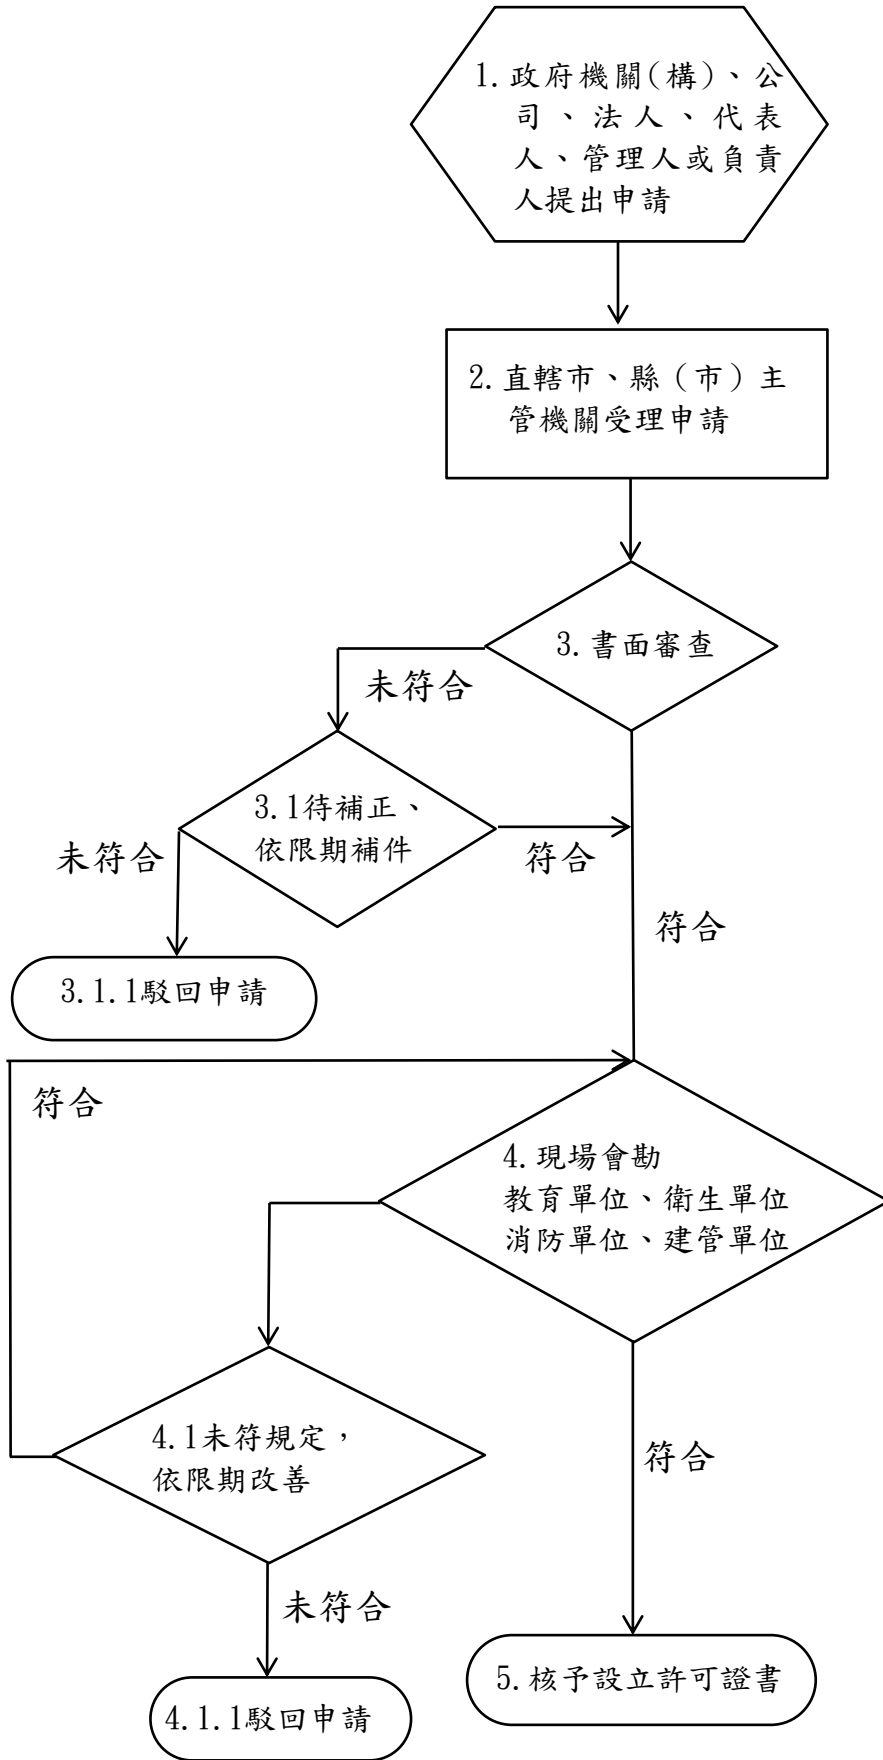 1.政府機關(構)、公
司、法人、代表
人、管理人或負責
人提出申請
2.直轄市、縣（市）主
管機關受理申請
3.書面審查
未符合
3.1待補正、
依限期補件
未符合
符合
符合
3.1.1駁回申請
符合
4.現場會勘
教育單位、衛生單位
消防單位、建管單位
4.1未符規定，
依限期改善
符合
未符合
5.核予設立許可證書
4.1.1駁回申請